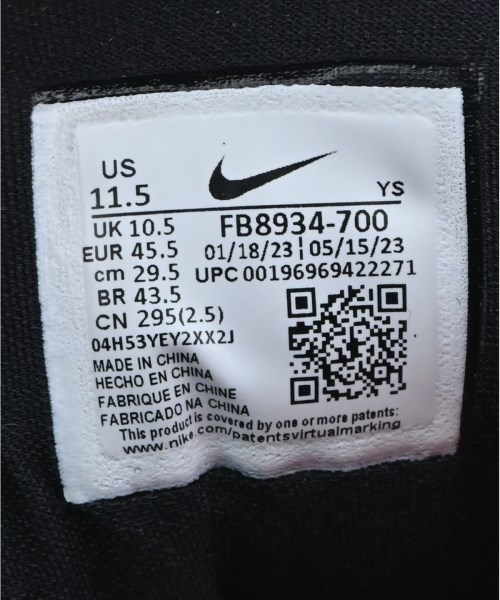 US
11.5
YS
UK 10.5
FB8934-700
EUR 45.5
01/18/23 ¦ 05/15/23
cm 29.5
UPC 00196969422271
BR 43.5
CN 295(2.5)
04H53YEY2XX2J
MADE IN CHINA
HECHO EN CHINA
FABRIQUE EN CHINE
FABRICADO NA CHINA
This product is covered by one or more patents:
www.nike.com/patentsvirtualmarking